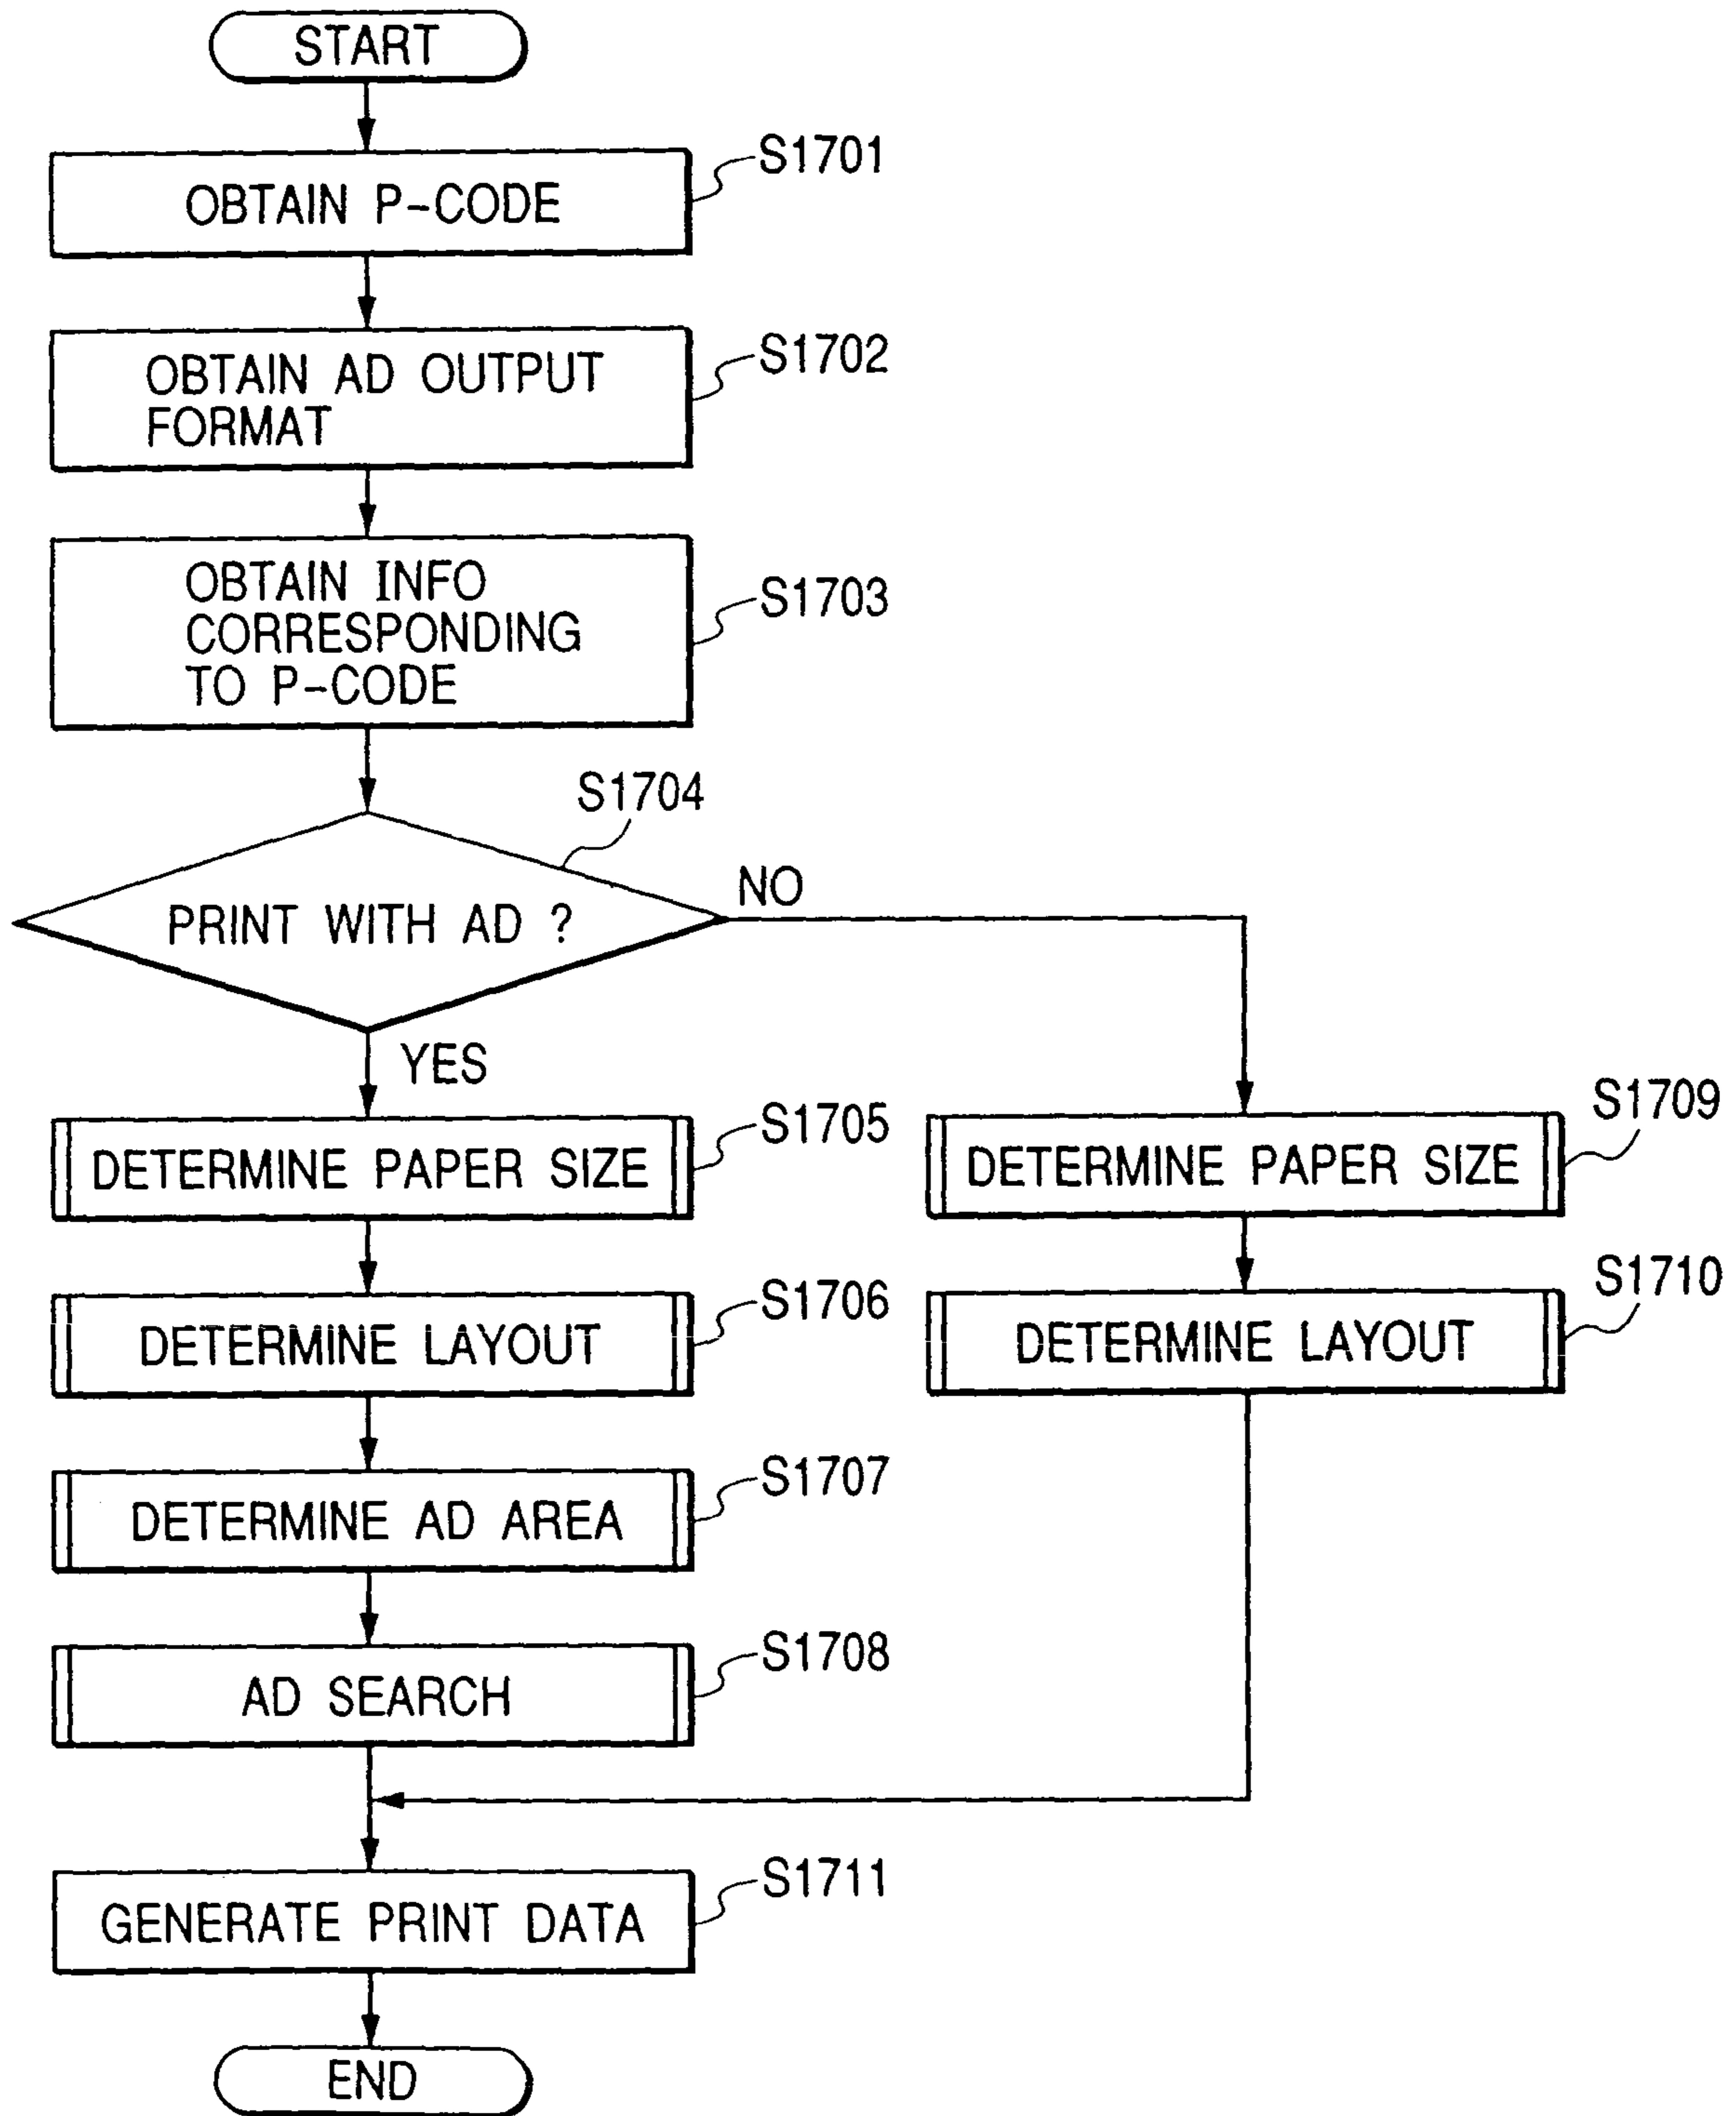 START
OBTAIN P-CODE
S1701
OBTAIN AD OUTPUT
FORMAT
S1702
OBTAIN INFO
CORRESPONDING
TO P-CODE
S1703
S1704
PRINT WITH AD ?
NO
YES
DETERMINE PAPER SIZE
S1705
DETERMINE PAPER SIZE
S1709
DETERMINE LAYOUT
S1706
DETERMINE LAYOUT
S1710
DETERMINE AD AREA
S1707
AD SEARCH
S1708
GENERATE PRINT DATA
S1711
END